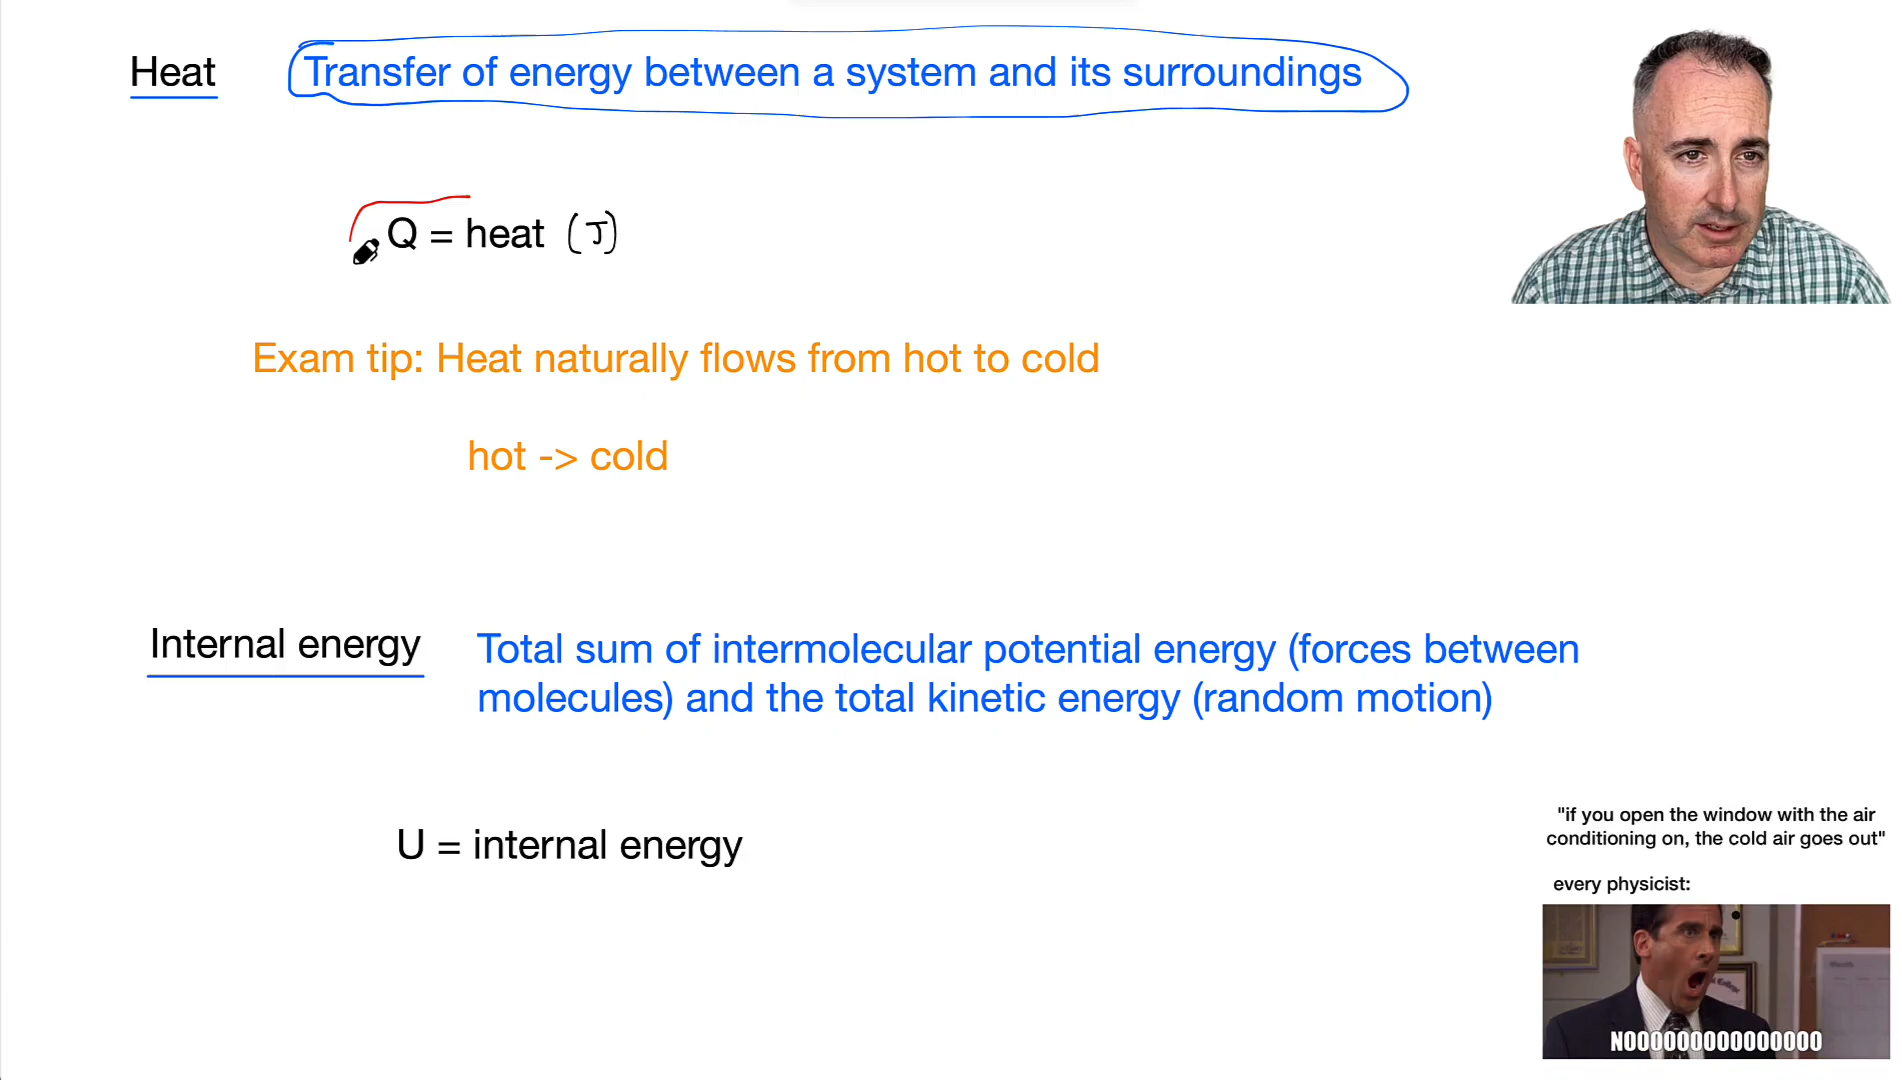 Heat
Transfer of energy between a system and its surroundings
Q = heat (J)
Exam tip: Heat naturally flows from hot to cold
hot -> cold
Internal energy
Total sum of intermolecular potential energy (forces between
molecules) and the total kinetic energy (random motion)
U = internal energy
"if you open the window with the air
conditioning on, the cold air goes out"
every physicist:
NOOOOOOOOOOOOOOO